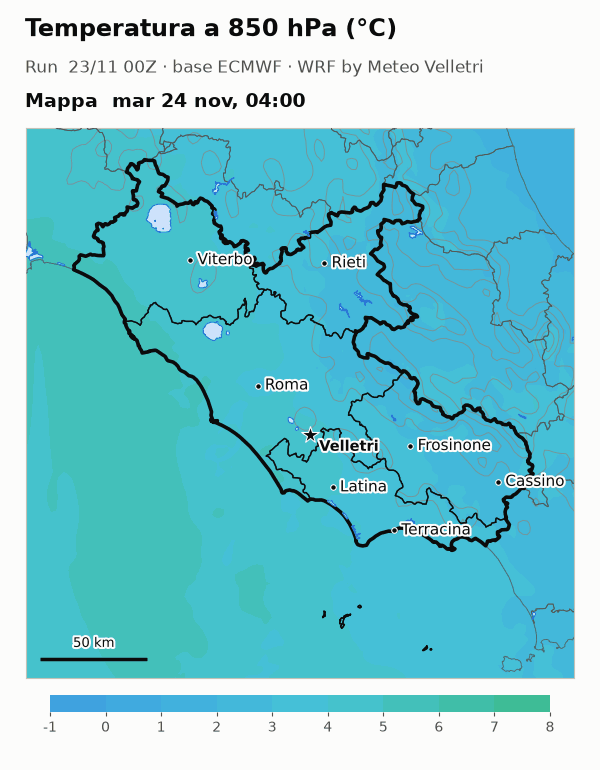 Temperatura a 850 hPa (°C)
Run  23/11 00Z · base ECMWF · WRF by Meteo Velletri
Mappa  mar 24 nov, 04:00
Viterbo
Rieti
Roma
Velletri
Frosinone
Cassino
Latina
Terracina
50 km
-1 0 1 2 3 4 5 6 7 8